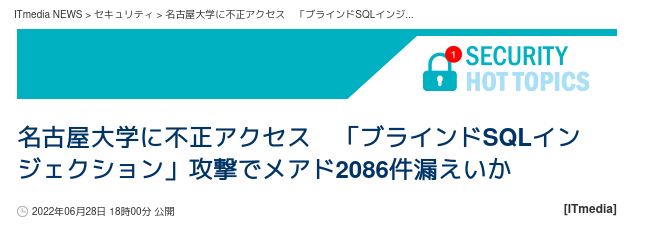 ITmedia NEWS > セキュリティ > 名古屋大学に不正アクセス　「ブラインドSQLインジ...
1
SECURITY
HOT TOPICS
名古屋大学に不正アクセス　「ブラインドSQLイン
ジェクション」攻撃でメアド2086件漏えいか
2022年06月28日 18時00分 公開
[ITmedia]